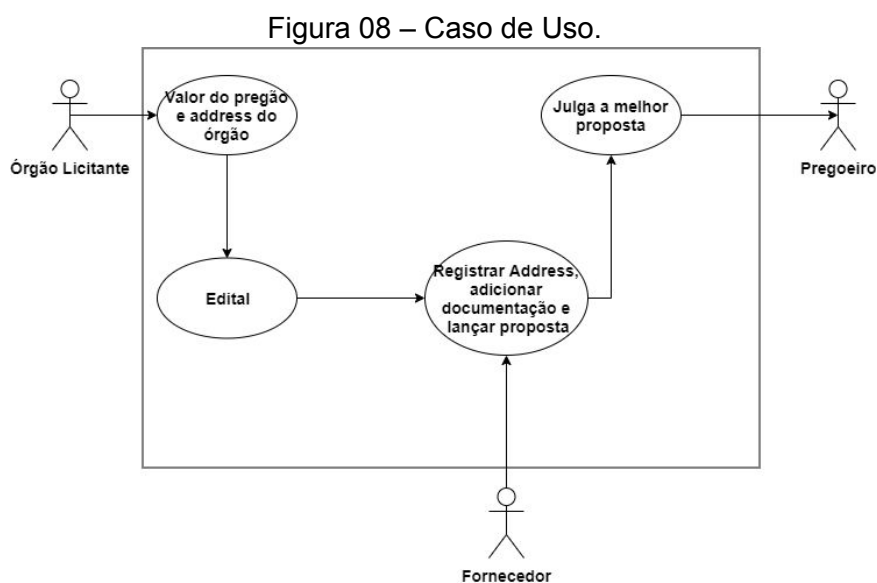 Figura 08 – Caso de Uso.
Valor do pregão
e address do
órgão
Julga a melhor
proposta
Órgão Licitante
Pregoeiro
Edital
Registrar Address,
adicionar
documentação e
lançar proposta
Fornecedor